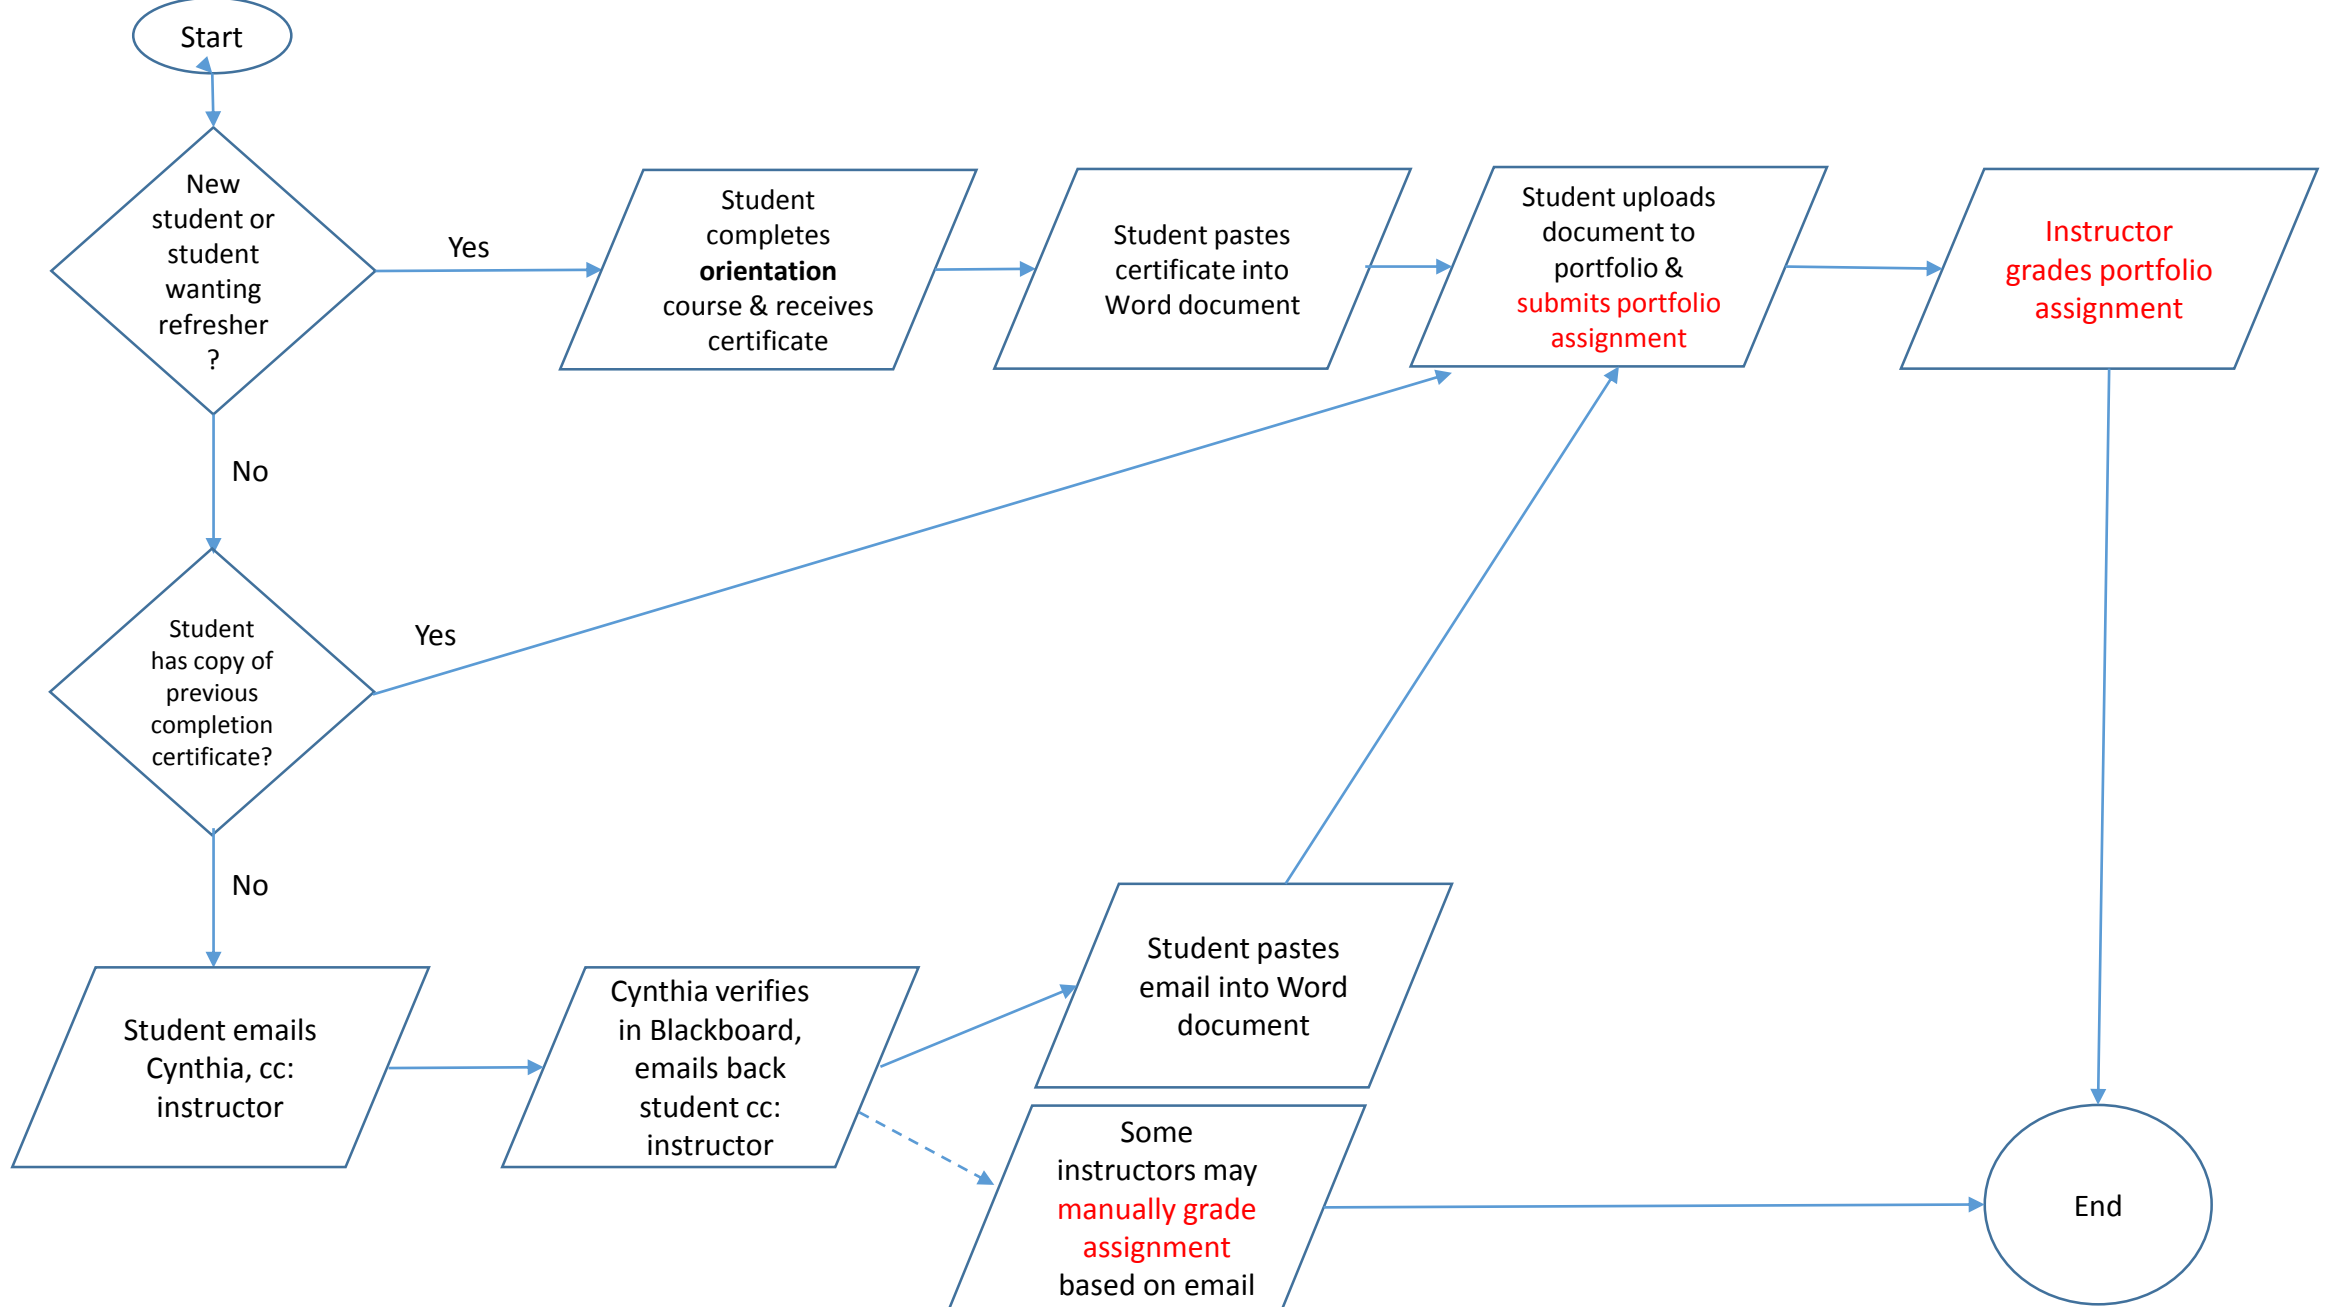 Start
New
student or
student
wanting
refresher
?
Yes
Student
completes
orientation
course & receives
certificate
Student pastes
certificate into
Word document
Student uploads
document to
portfolio &
submits portfolio
assignment
Instructor
grades portfolio
assignment
No
Student
has copy of
previous
completion
certificate?
Yes
No
Student emails
Cynthia, cc:
instructor
Cynthia verifies
in Blackboard,
emails back
student cc:
instructor
Student pastes
email into Word
document
Some
instructors may
manually grade
assignment
based on email
End